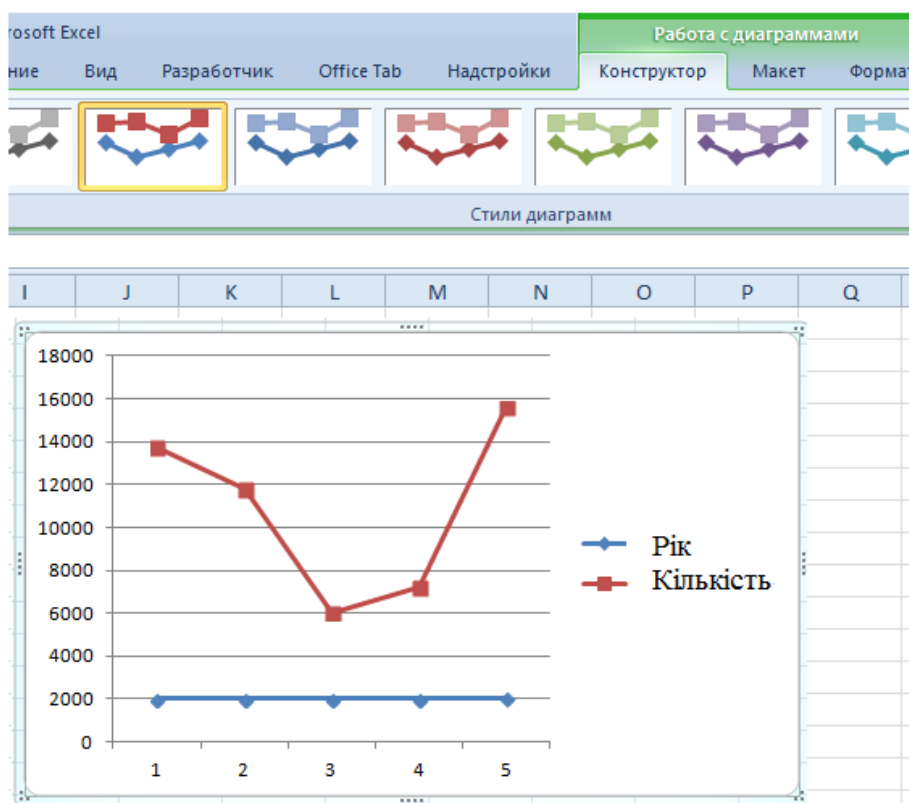 rosoft Excel
Работа с диаграммами
ние Вид Разработчик Office Tab Надстройки Конструктор Макет Формат
Стили диаграмм
I J K L M N O P Q
18000
16000
14000
12000
10000
8000
6000
4000
2000
0
1 2 3 4 5
Рік
Кількість